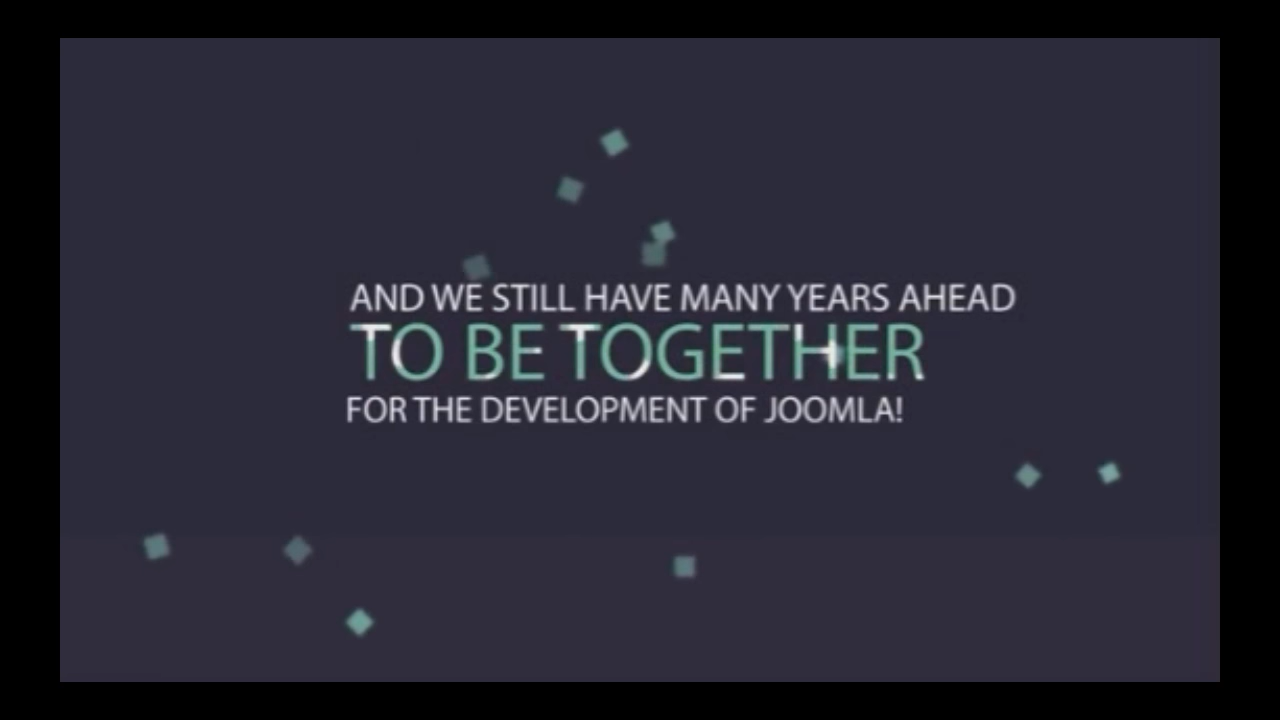 AND WE STILL HAVE MANY YEARS AHEAD
TO BE TOGETHER
FOR THE DEVELOPMENT OF JOOMLA!